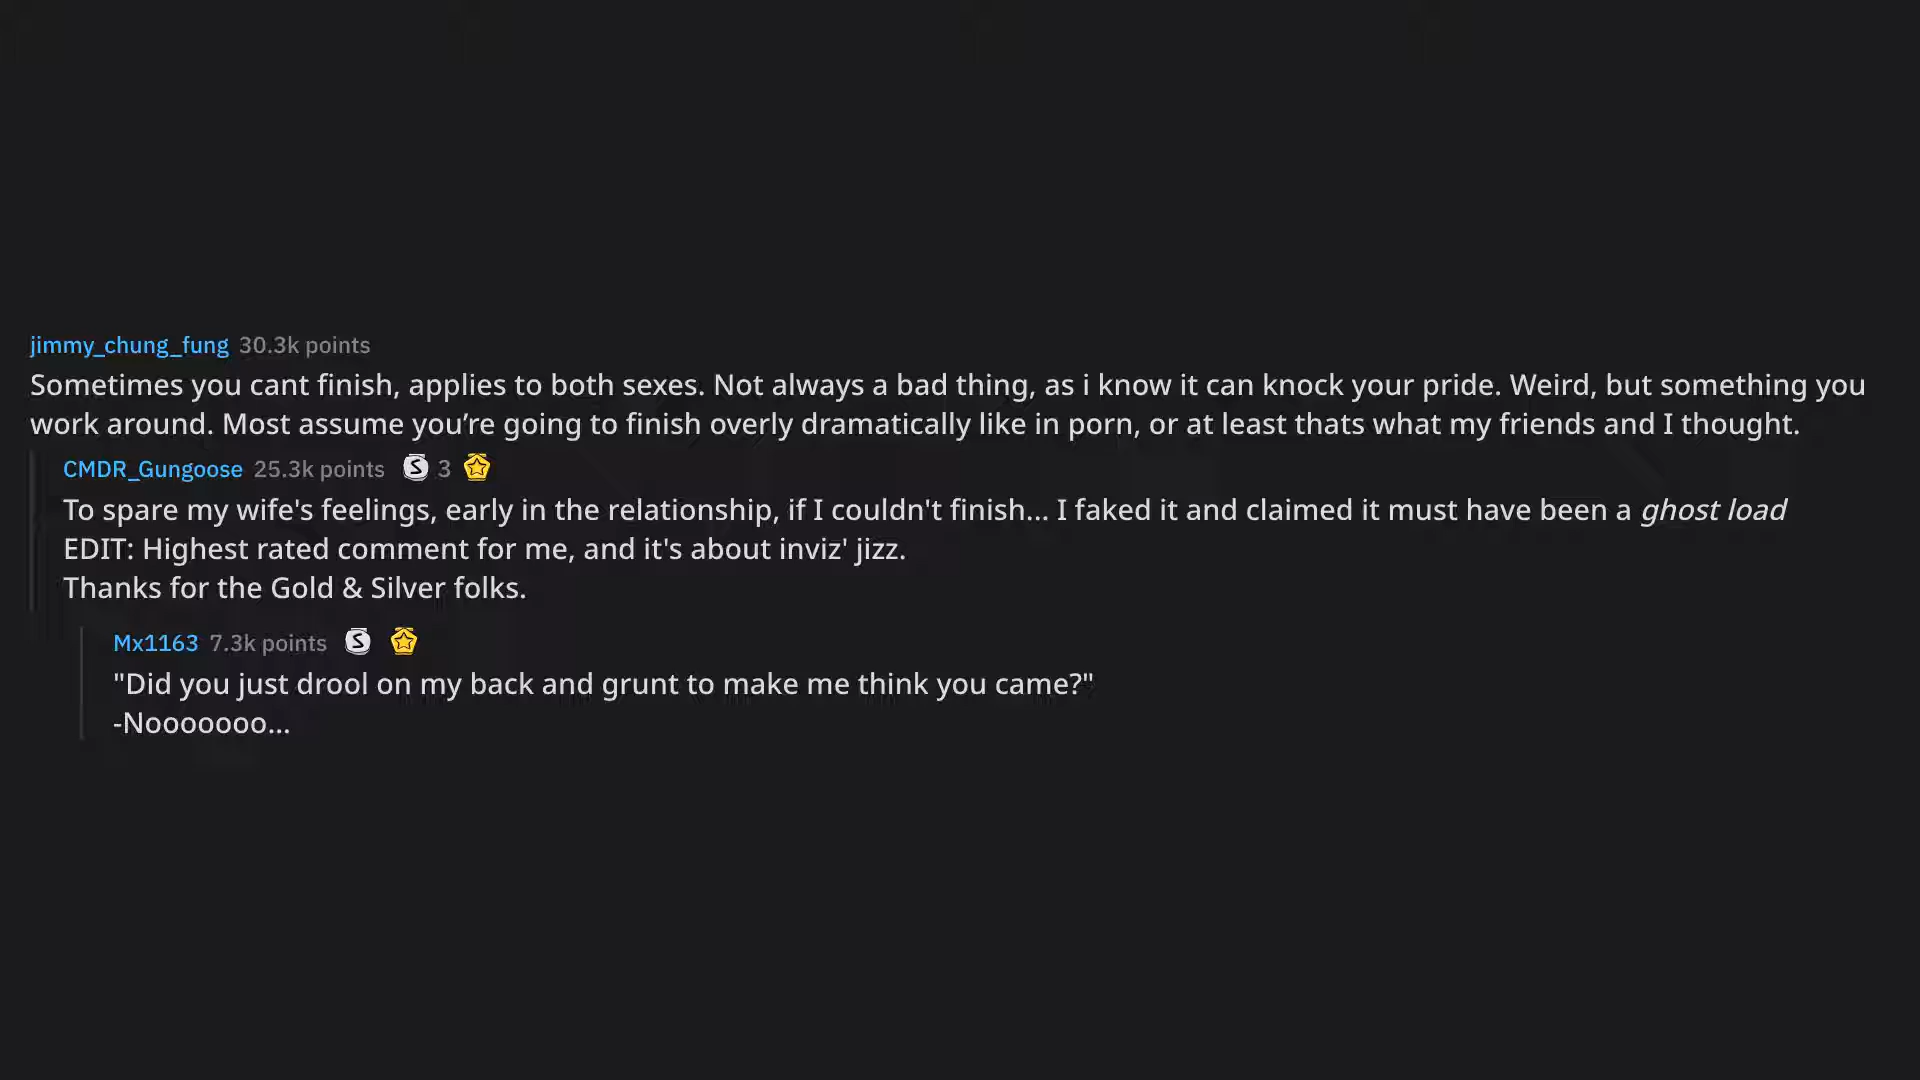 jimmy_chung_fung 30.3k points
Sometimes you cant finish, applies to both sexes. Not always a bad thing, as i know it can knock your pride. Weird, but something you
work around. Most assume you’re going to finish overly dramatically like in porn, or at least thats what my friends and I thought.
CMDR_Gungoose 25.3k points S 3
To spare my wife's feelings, early in the relationship, if I couldn't finish... I faked it and claimed it must have been a ghost load
EDIT: Highest rated comment for me, and it's about inviz' jizz.
Thanks for the Gold & Silver folks.
Mx1163 7.3k points S
"Did you just drool on my back and grunt to make me think you came?"
-Nooooooo...